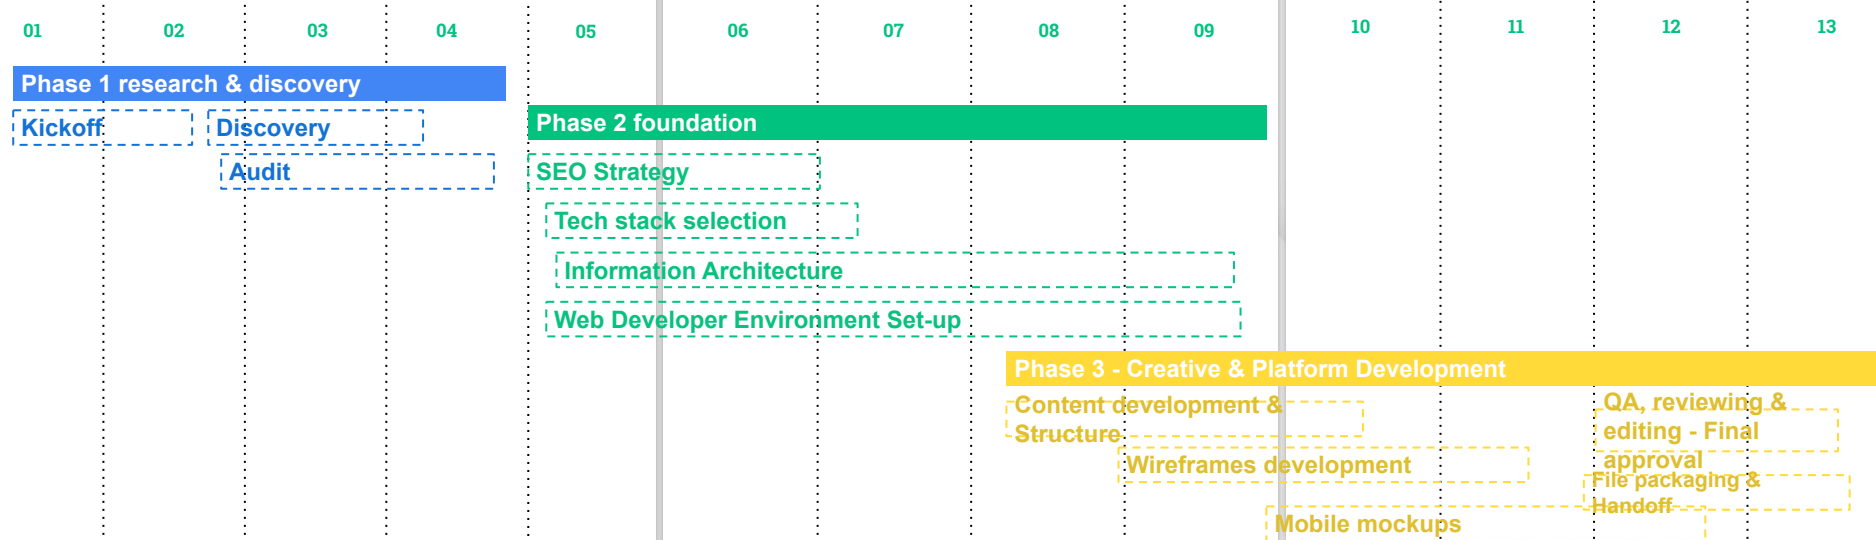 01 02 03 04 05 06 07 08 09 10 11 12 13
Phase 1 research & discovery
Kickoff
Discovery
Audit
Phase 2 foundation
SEO Strategy
Tech stack selection
Information Architecture
Web Developer Environment Set-up
Phase 3 - Creative & Platform Development
Content development &
Structure
Wireframes development
Mobile mockups
QA, reviewing &
editing - Final
approval
File packaging &
Handoff